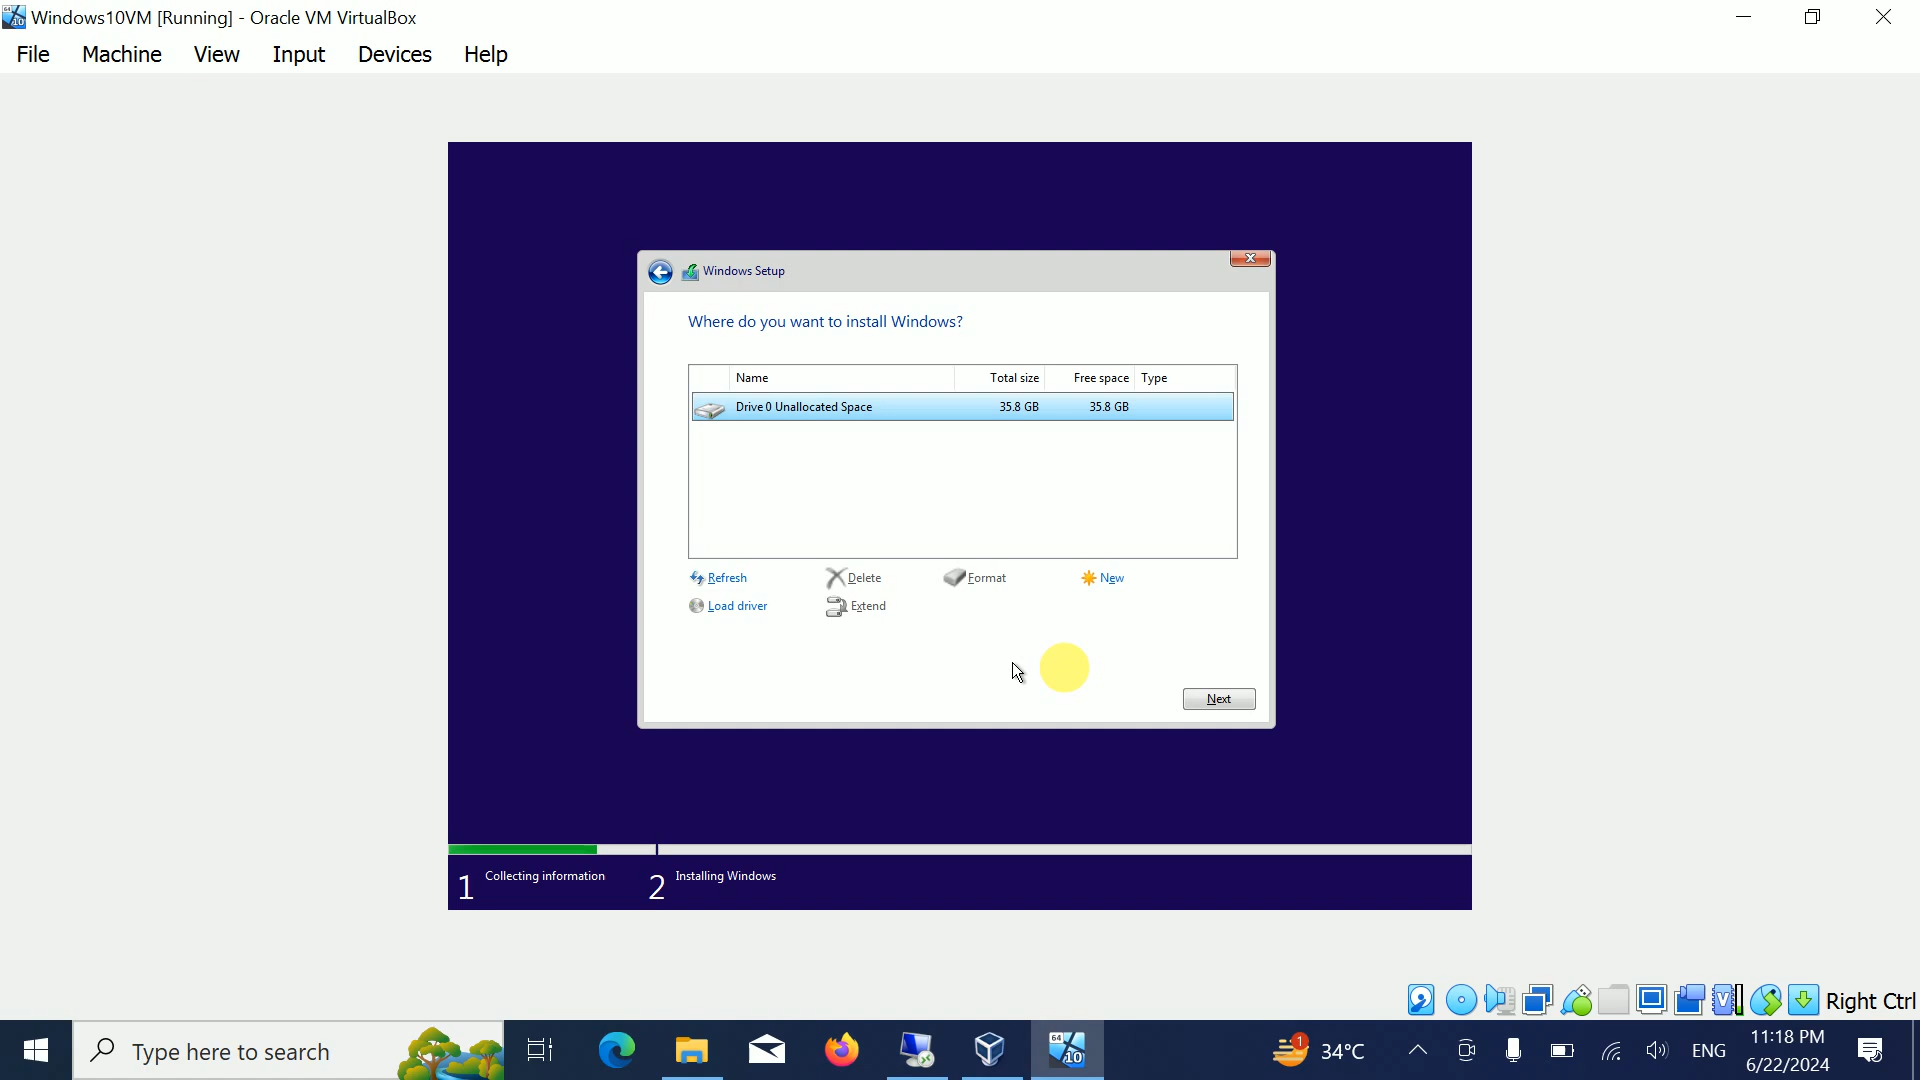 Windows10VM [Running] - Oracle VM VirtualBox
File Machine View Input Devices Help
Windows Setup
Where do you want to install Windows?
Name Total size Free space Type
Drive 0 Unallocated Space 35.8 GB 35.8 GB
Refresh Delete Format New
Load driver Extend
Next
1 Collecting information 2 Installing Windows
Right Ctrl
Type here to search
1 34°C ENG 11:18 PM
6/22/2024